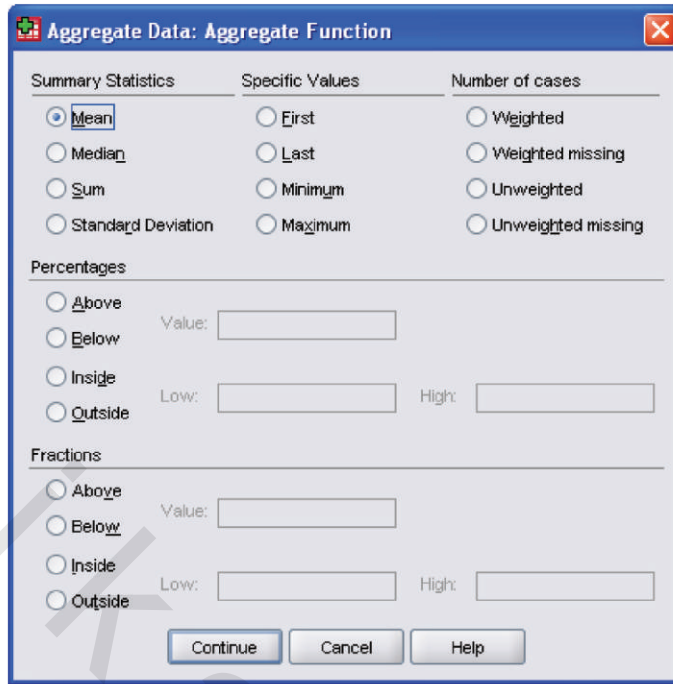 Aggregate Data: Aggregate Function
Summary Statistics Specific Values Number of cases
Mean First Weighted
Median Last Weighted missing
Sum Minimum Unweighted
Standard Deviation Maximum Unweighted missing
Percentages
Above
Value:
Below
Inside
Low: High:
Outside
Fractions
Above
Value:
Below
Inside
Low: High:
Outside
Continue Cancel Help